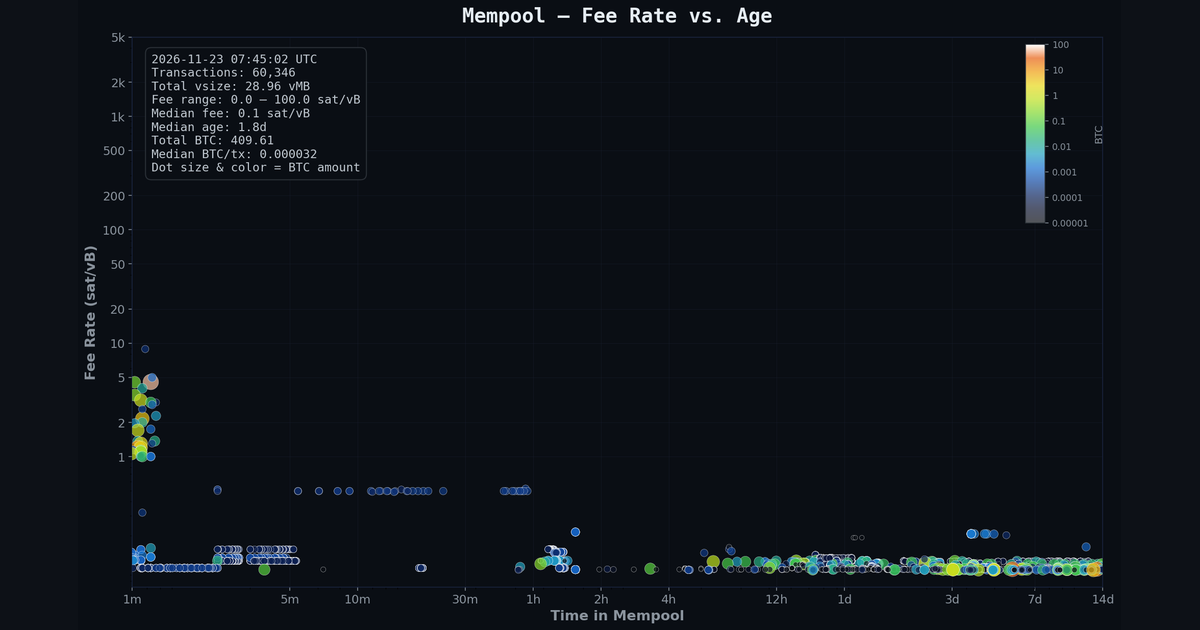 Mempool — Fee Rate vs. Age
2026-11-23 07:45:02 UTC
Transactions: 60,346
Total vsize: 28.96 vMB
Fee range: 0.0 — 100.0 sat/vB
Median fee: 0.1 sat/vB
Median age: 1.8d
Total BTC: 409.61
Median BTC/tx: 0.000032
Dot size & color = BTC amount
5k
2k
1k
500
200
100
50
20
10
5
2
1
Fee Rate (sat/vB)
100
10
1
0.1
0.01
0.001
0.0001
0.00001
BTC
1m
5m
10m
30m
1h
2h
4h
12h
1d
3d
7d
14d
Time in Mempool